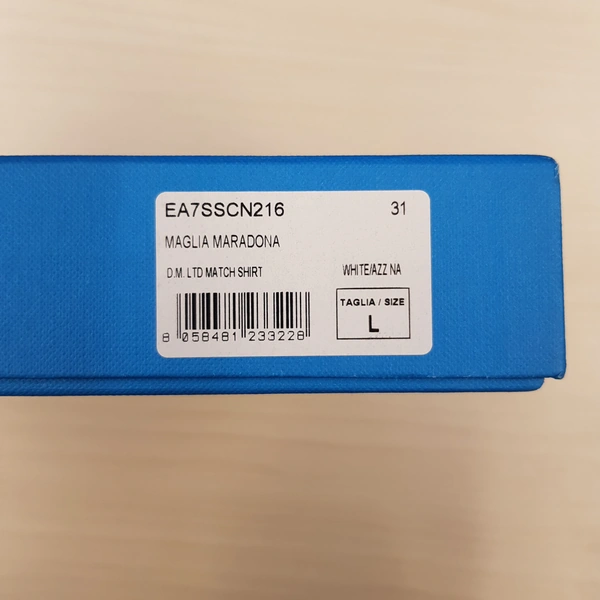 EA7SSCN216 31
MAGLIA MARADONA
D.M. LTD MATCH SHIRT WHITE/AZZ NA
TAGLIA / SIZE
L
8 058481 233228